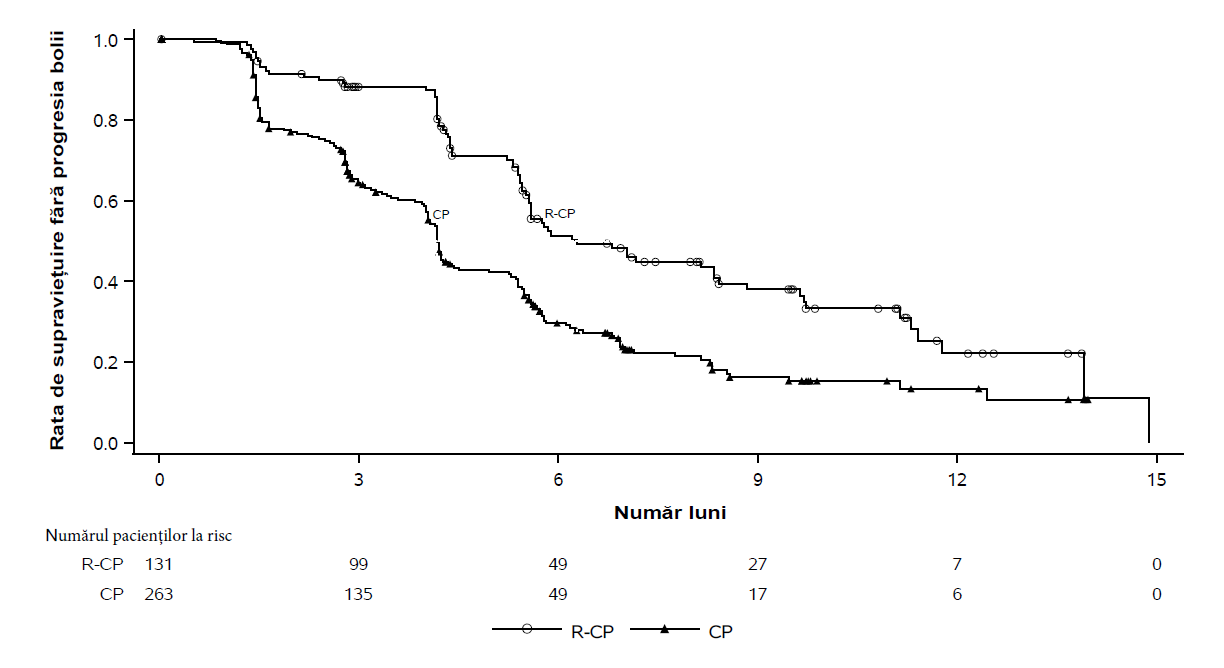 Rata de supraviețuire fără progresia bolii
1.0
0.8
0.6
0.4
0.2
0.0
CP
R-CP
0 3 6 9 12 15
Număr luni
Numărul pacienților la risc
R-CP 131 99 49 27 7 0
CP 263 135 49 17 6 0
R-CP CP